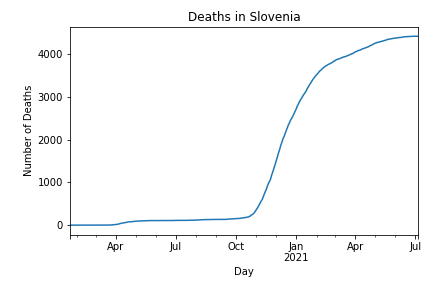 Deaths in Slovenia
Number of Deaths
4000
3000
2000
1000
0
Apr Jul Oct Jan Apr Jul
2021
Day